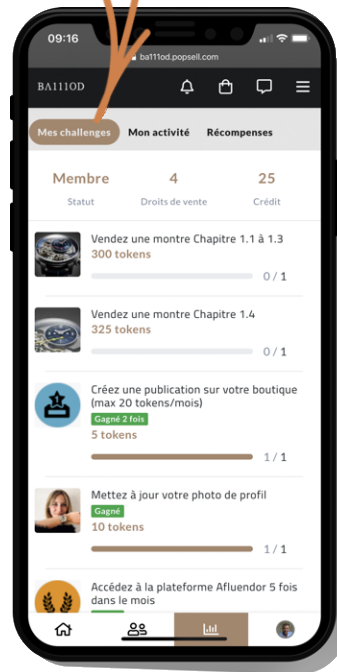 09:16
ba111od.popsell.com
BA111OD
Mes challenges Mon activité Récompenses
Membre 4 25
Statut Droits de vente Crédit
Vendez une montre Chapitre 1.1 à 1.3
300 tokens
0 / 1
Vendez une montre Chapitre 1.4
325 tokens
0 / 1
Créez une publication sur votre boutique
(max 20 tokens/mois)
Gagné 2 fois
5 tokens
1 / 1
Mettez à jour votre photo de profil
Gagné
10 tokens
1 / 1
Accédez à la plateforme Afluendor 5 fois
dans le mois